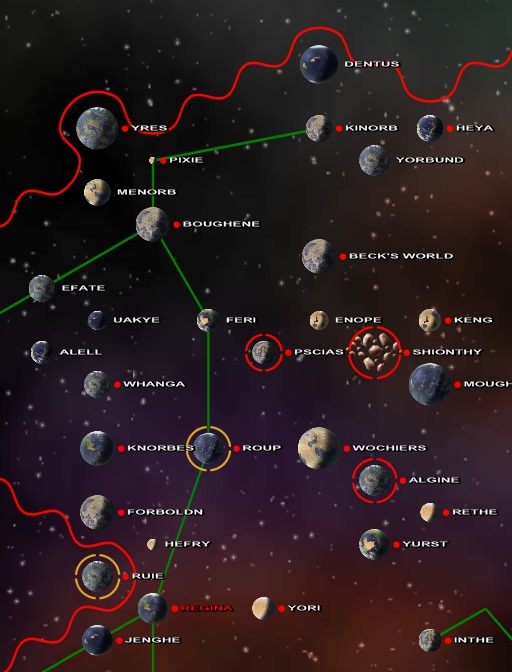 DENTUS
YRES
KINORB
HEYA
PIXIE
YORBUND
MENORB
BOUGHENE
BECK'S WORLD
EFATE
UAKYE
FERI
ENOPE
KENG
ALELL
PSCIAS
SHIONTHY
WHANGA
MOUGH
KNORBES
ROUP
WOCHIERS
ALGINE
FORBOLDN
RETHE
HEFRY
YURST
RUIE
REGINA
YORI
JENGHE
INTHE